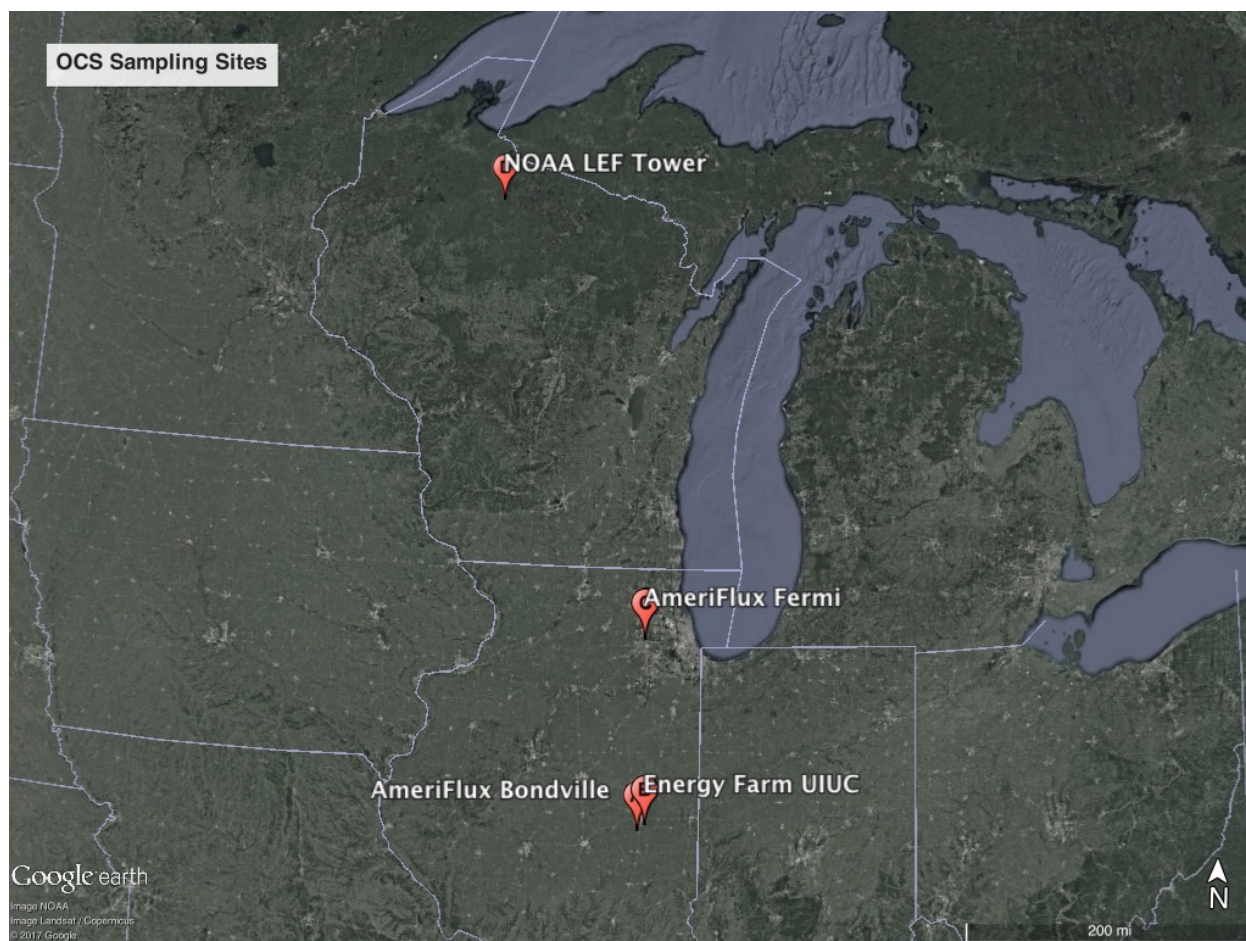 OCS Sampling Sites
NOAA LEF Tower
AmeriFlux Fermi
AmeriFlux Bondville
Energy Farm UIUC
Google earth
Image NOAA
Image Landsat / Copernicus
© 2017 Google
N
200 mi